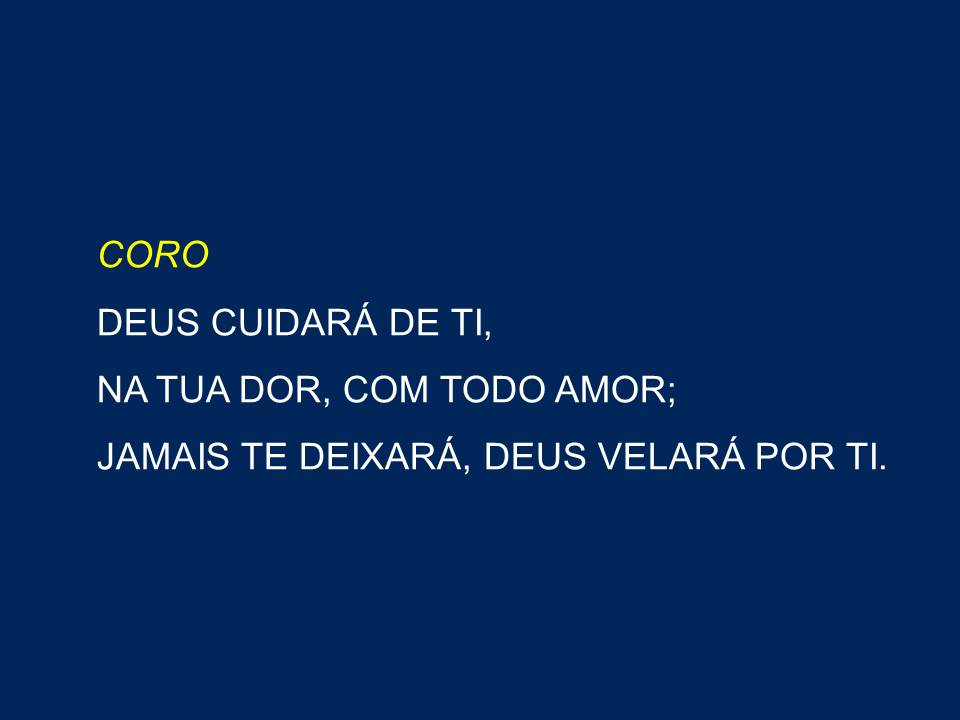 CORO
DEUS CUIDARÁ DE TI,
NA TUA DOR, COM TODO AMOR;
JAMAIS TE DEIXARÁ, DEUS VELARÁ POR TI.